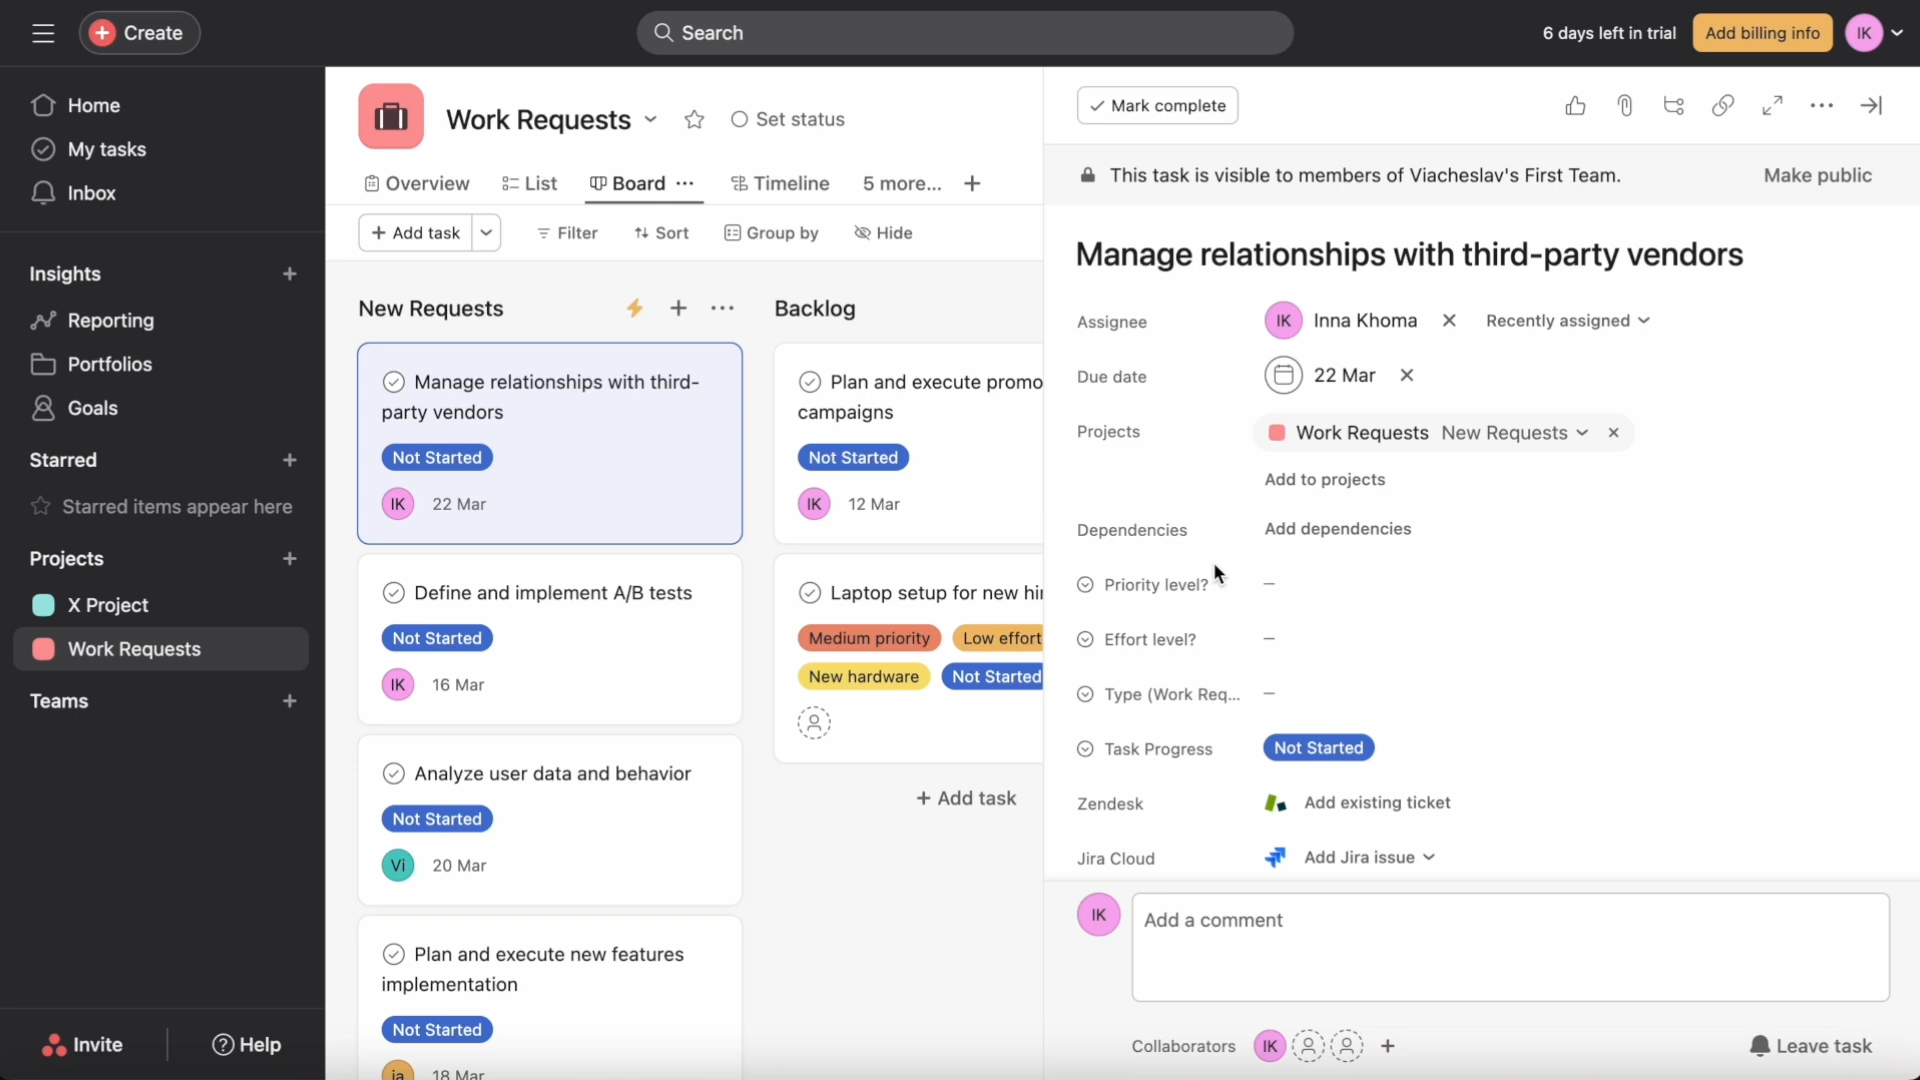 Create
Search
6 days left in trial
Add billing info
IK
Home
My tasks
Inbox
Insights
Reporting
Portfolios
Goals
Starred
Starred items appear here
Projects
X Project
Work Requests
Teams
Invite
Help
Work Requests
Set status
Overview
List
Board
Timeline
5 more...
Add task
Filter
Sort
Group by
Hide
New Requests
Manage relationships with third-
party vendors
Not Started
IK 22 Mar
Define and implement A/B tests
Not Started
IK 16 Mar
Analyze user data and behavior
Not Started
Vi 20 Mar
Plan and execute new features
implementation
Not Started
ia 18 Mar
Backlog
Plan and execute promo
campaigns
Not Started
IK 12 Mar
Laptop setup for new hi
Medium priority Low effort
New hardware Not Started
+ Add task
Mark complete
This task is visible to members of Viacheslav's First Team.
Make public
Manage relationships with third-party vendors
Assignee IK Inna Khoma Recently assigned
Due date 22 Mar
Projects Work Requests New Requests
Add to projects
Dependencies Add dependencies
Priority level? —
Effort level? —
Type (Work Req... —
Task Progress Not Started
Zendesk Add existing ticket
Jira Cloud Add Jira issue
IK Add a comment
Collaborators IK
Leave task